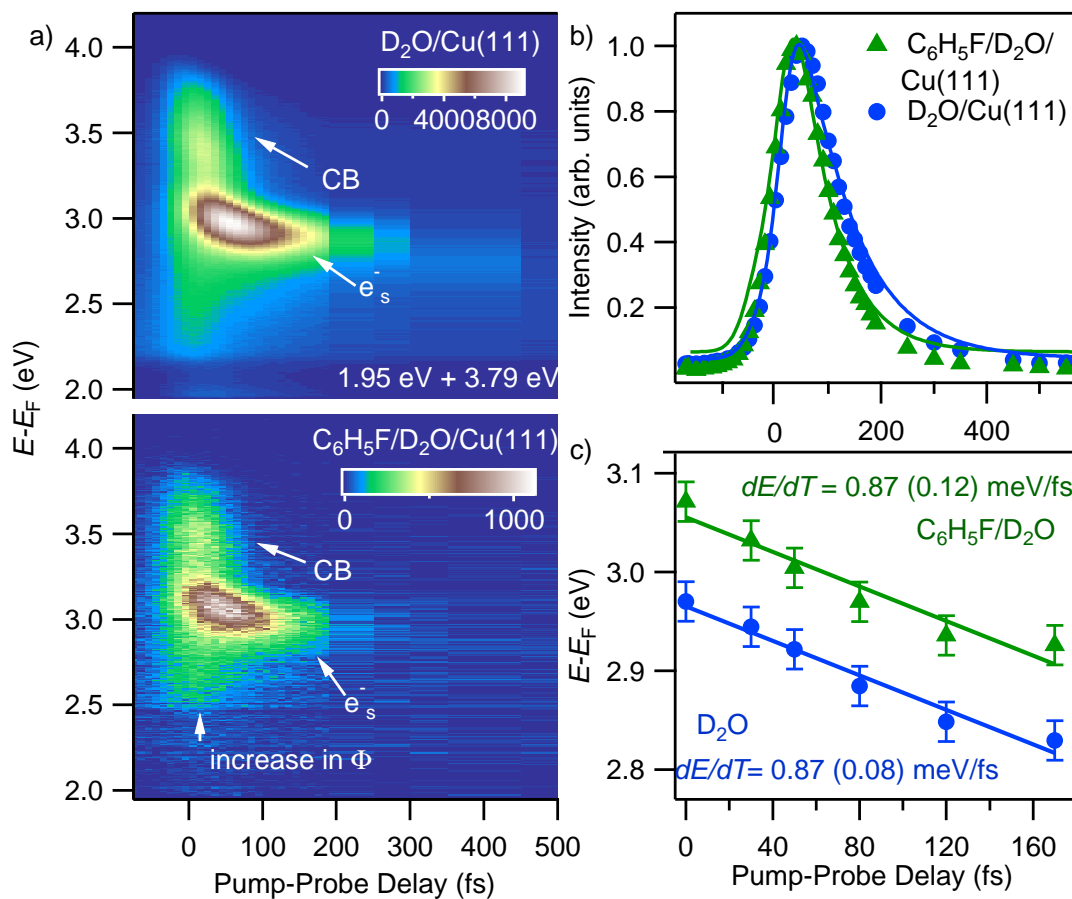 a)
D₂O/Cu(111)
0 4000 8000
CB
e⁻s
1.95 eV + 3.79 eV
4.0
3.5
3.0
2.5
2.0
E-EF (eV)
C₆H₅F/D₂O/Cu(111)
0 1000
CB
e⁻s
increase in Φ
4.0
3.5
3.0
2.5
2.0
0 100 200 300 400 500
Pump-Probe Delay (fs)
b)
C₆H₅F/D₂O/
Cu(111)
D₂O/Cu(111)
Intensity (arb. units)
1.0
0.8
0.6
0.4
0.2
0 200 400
c)
dE/dT = 0.87 (0.12) meV/fs
C₆H₅F/D₂O
D₂O
dE/dT= 0.87 (0.08) meV/fs
E-EF (eV)
3.1
3.0
2.9
2.8
0 40 80 120 160
Pump-Probe Delay (fs)